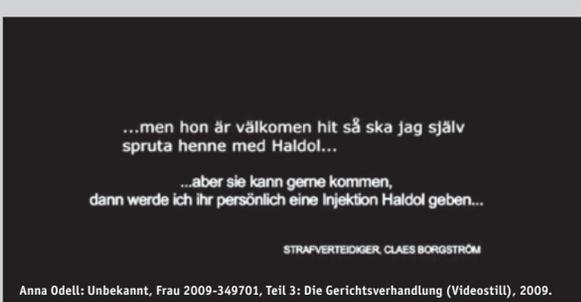 ...men hon är välkomen hit så ska jag själv
spruta henne med Haldol...
...aber sie kann gerne kommen,
dann werde ich ihr persönlich eine Injektion Haldol geben...
STRAFVERTEIDIGER, CLAES BORGSTRÖM
Anna Odell: Unbekannt, Frau 2009-349701, Teil 3: Die Gerichtsverhandlung (Videostill), 2009.